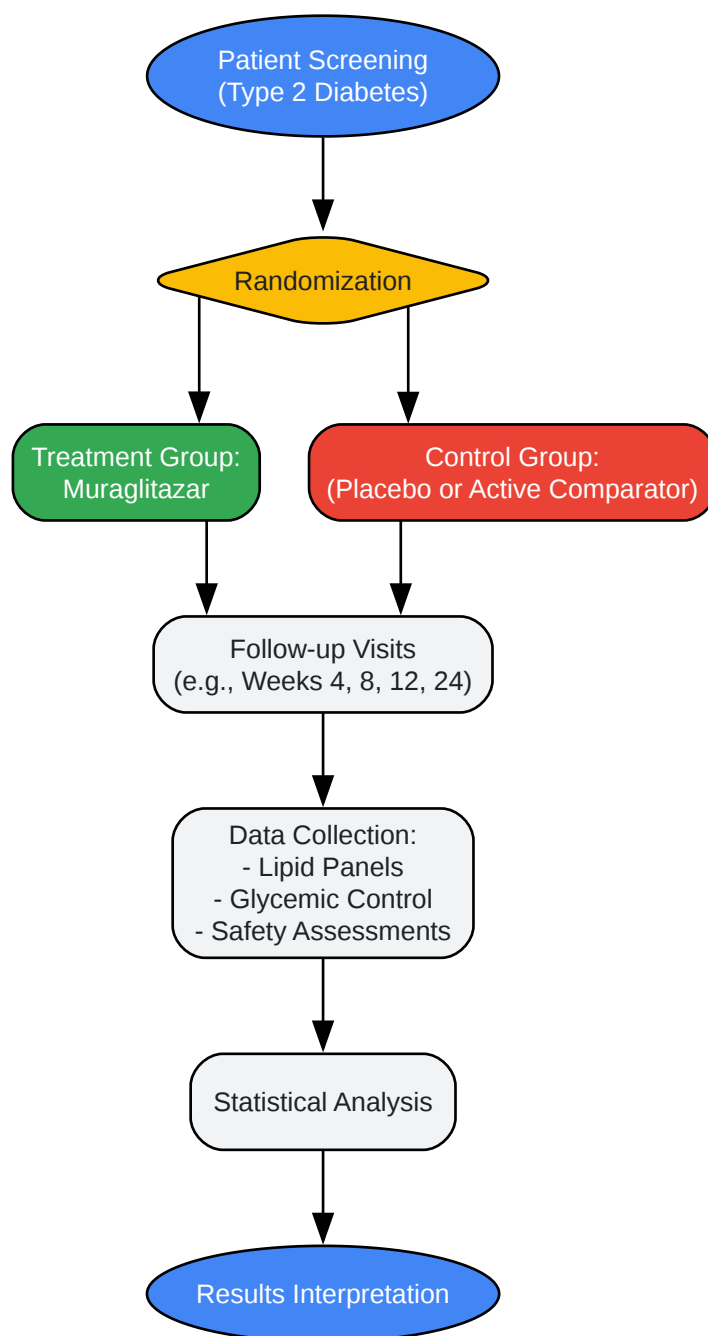 Patient Screening
(Type 2 Diabetes)
Randomization
Treatment Group:
Muraglitazar
Control Group:
(Placebo or Active Comparator)
Follow-up Visits
(e.g., Weeks 4, 8, 12, 24)
Data Collection:
- Lipid Panels
- Glycemic Control
- Safety Assessments
Statistical Analysis
Results Interpretation